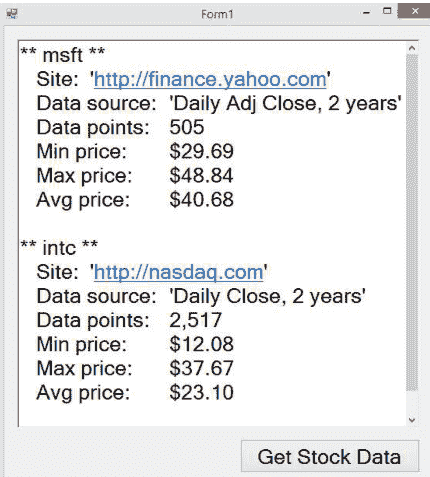 Form1
** msft **
Site: 'http://finance.yahoo.com'
Data source: 'Daily Adj Close, 2 years'
Data points: 505
Min price: $29.69
Max price: $48.84
Avg price: $40.68
** intc **
Site: 'http://nasdaq.com'
Data source: 'Daily Close, 2 years'
Data points: 2,517
Min price: $12.08
Max price: $37.67
Avg price: $23.10
Get Stock Data